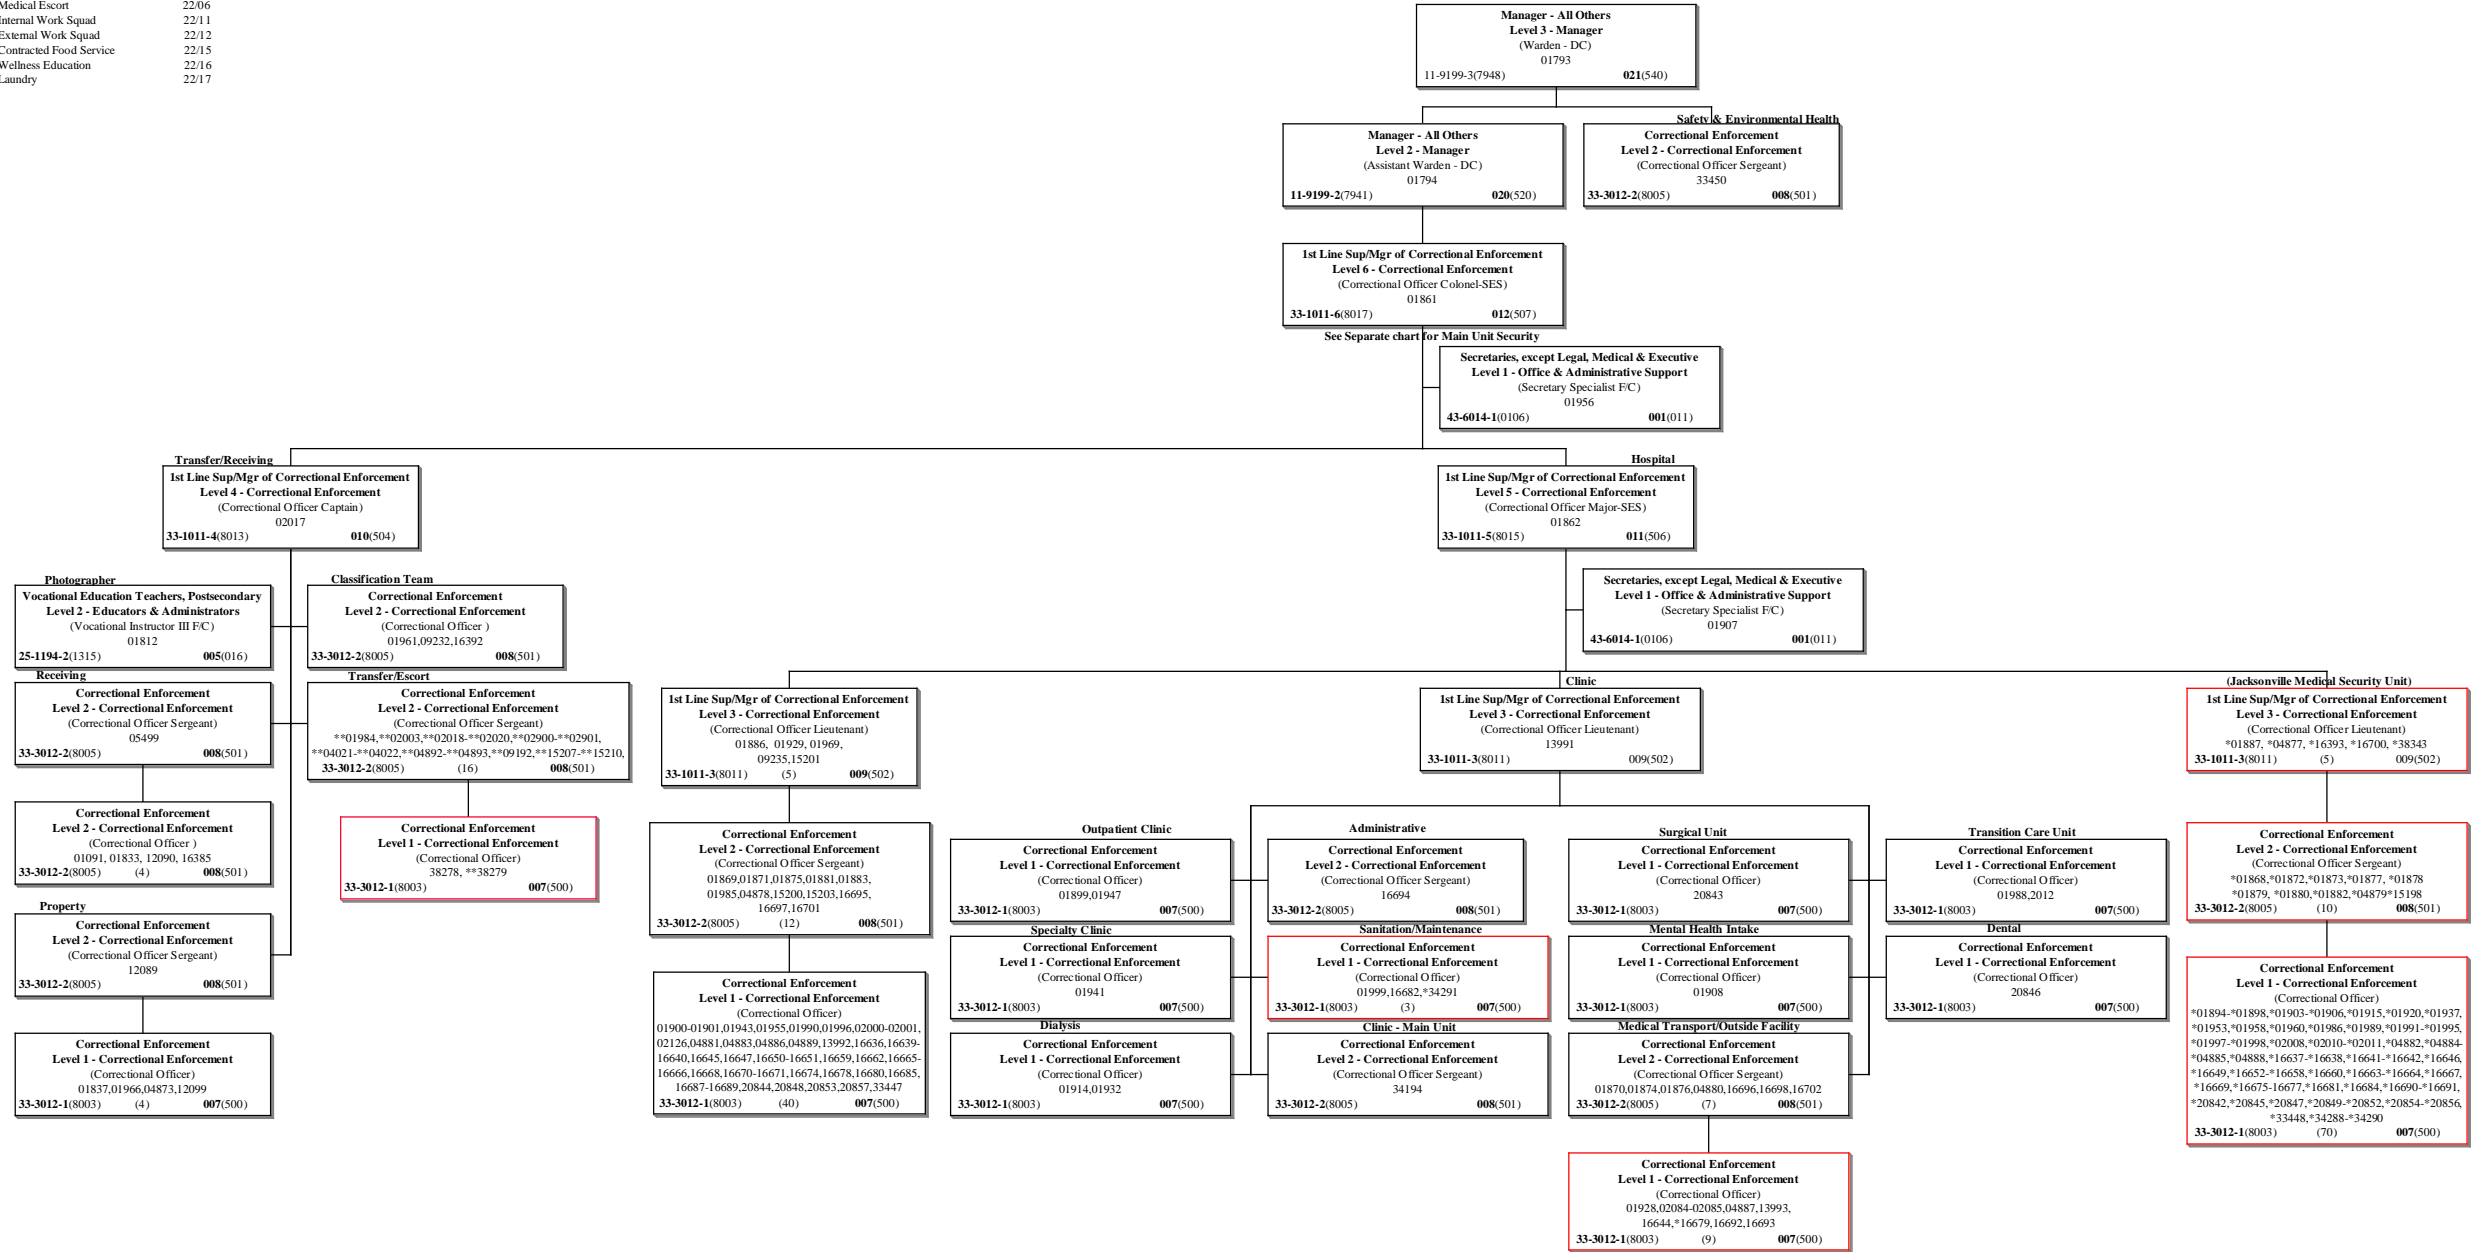 Medical Escort 22/06
Internal Work Squad 22/11
External Work Squad 22/12
Contracted Food Service 22/15
Wellness Education 22/16
Laundry 22/17
Manager - All Others
Level 3 - Manager
(Warden - DC)
01793
11-9199-3(7948) 021(540)
Manager - All Others
Level 2 - Manager
(Assistant Warden - DC)
01794
11-9199-2(7941) 020(520)
Safety & Environmental Health
Correctional Enforcement
Level 2 - Correctional Enforcement
(Correctional Officer Sergeant)
33450
33-3012-2(8005) 008(501)
1st Line Sup/Mgr of Correctional Enforcement
Level 6 - Correctional Enforcement
(Correctional Officer Colonel-SES)
01861
33-1011-6(8017) 012(507)
See Separate chart for Main Unit Security
Secretaries, except Legal, Medical & Executive
Level 1 - Office & Administrative Support
(Secretary Specialist F/C)
01956
43-6014-1(0106) 001(011)
Transfer/Receiving
1st Line Sup/Mgr of Correctional Enforcement
Level 4 - Correctional Enforcement
(Correctional Officer Captain)
02017
33-1011-4(8013) 010(504)
Hospital
1st Line Sup/Mgr of Correctional Enforcement
Level 5 - Correctional Enforcement
(Correctional Officer Major-SES)
01862
33-1011-5(8015) 011(506)
Photographer
Vocational Education Teachers, Postsecondary
Level 2 - Educators & Administrators
(Vocational Instructor III F/C)
01812
25-1194-2(1315) 005(016)
Classification Team
Correctional Enforcement
Level 2 - Correctional Enforcement
(Correctional Officer )
01961,09232,16392
33-3012-2(8005) 008(501)
Secretaries, except Legal, Medical & Executive
Level 1 - Office & Administrative Support
(Secretary Specialist F/C)
01907
43-6014-1(0106) 001(011)
Receiving
Correctional Enforcement
Level 2 - Correctional Enforcement
(Correctional Officer Sergeant)
05499
33-3012-2(8005) 008(501)
Transfer/Escort
Correctional Enforcement
Level 2 - Correctional Enforcement
(Correctional Officer Sergeant)
**01984,**02003,**02018-**02020,**02900-**02901,
**04021-**04022,**04892-**04893,**09192,**15207-**15210,
33-3012-2(8005) (16) 008(501)
1st Line Sup/Mgr of Correctional Enforcement
Level 3 - Correctional Enforcement
(Correctional Officer Lieutenant)
01886, 01929, 01969,
09235,15201
33-1011-3(8011) (5) 009(502)
Clinic
1st Line Sup/Mgr of Correctional Enforcement
Level 3 - Correctional Enforcement
(Correctional Officer Lieutenant)
13991
33-1011-3(8011) 009(502)
(Jacksonville Medical Security Unit)
1st Line Sup/Mgr of Correctional Enforcement
Level 3 - Correctional Enforcement
(Correctional Officer Lieutenant)
*01887, *04877, *16393, *16700, *38343
33-1011-3(8011) (5) 009(502)
Correctional Enforcement
Level 2 - Correctional Enforcement
(Correctional Officer )
01091, 01833, 12090, 16385
33-3012-2(8005) (4) 008(501)
Correctional Enforcement
Level 1 - Correctional Enforcement
(Correctional Officer)
38278, **38279
33-3012-1(8003) 007(500)
Correctional Enforcement
Level 2 - Correctional Enforcement
(Correctional Officer Sergeant)
01869,01871,01875,01881,01883,
01985,04878,15200,15203,16695,
16697,16701
33-3012-2(8005) (12) 008(501)
Outpatient Clinic
Correctional Enforcement
Level 1 - Correctional Enforcement
(Correctional Officer)
01899,01947
33-3012-1(8003) 007(500)
Administrative
Correctional Enforcement
Level 2 - Correctional Enforcement
(Correctional Officer Sergeant)
16694
33-3012-2(8005) 008(501)
Surgical Unit
Correctional Enforcement
Level 1 - Correctional Enforcement
(Correctional Officer)
20843
33-3012-1(8003) 007(500)
Transition Care Unit
Correctional Enforcement
Level 1 - Correctional Enforcement
(Correctional Officer)
01988,2012
33-3012-1(8003) 007(500)
Correctional Enforcement
Level 2 - Correctional Enforcement
(Correctional Officer Sergeant)
*01868,*01872,*01873,*01877, *01878
*01879, *01880,*01882,*04879*15198
33-3012-2(8005) (10) 008(501)
Property
Correctional Enforcement
Level 2 - Correctional Enforcement
(Correctional Officer Sergeant)
12089
33-3012-2(8005) 008(501)
Specialty Clinic
Correctional Enforcement
Level 1 - Correctional Enforcement
(Correctional Officer)
01941
33-3012-1(8003) 007(500)
Sanitation/Maintenance
Correctional Enforcement
Level 1 - Correctional Enforcement
(Correctional Officer)
01999,16682,*34291
33-3012-1(8003) (3) 007(500)
Mental Health Intake
Correctional Enforcement
Level 1 - Correctional Enforcement
(Correctional Officer)
01908
33-3012-1(8003) 007(500)
Dental
Correctional Enforcement
Level 1 - Correctional Enforcement
(Correctional Officer)
20846
33-3012-1(8003) 007(500)
Correctional Enforcement
Level 1 - Correctional Enforcement
(Correctional Officer)
01837,01966,04873,12099
33-3012-1(8003) (4) 007(500)
Correctional Enforcement
Level 1 - Correctional Enforcement
(Correctional Officer)
01900-01901,01943,01955,01990,01996,02000-02001,
02126,04881,04883,04886,04889,13992,16636,16639-
16640,16645,16647,16650-16651,16659,16662,16665-
16666,16668,16670-16671,16674,16678,16680,16685,
16687-16689,20844,20848,20853,20857,33447
33-3012-1(8003) (40) 007(500)
Dialysis
Correctional Enforcement
Level 1 - Correctional Enforcement
(Correctional Officer)
01914,01932
33-3012-1(8003) 007(500)
Clinic - Main Unit
Correctional Enforcement
Level 2 - Correctional Enforcement
(Correctional Officer Sergeant)
34194
33-3012-2(8005) 008(501)
Medical Transport/Outside Facility
Correctional Enforcement
Level 2 - Correctional Enforcement
(Correctional Officer Sergeant)
01870,01874,01876,04880,16696,16698,16702
33-3012-2(8005) (7) 008(501)
Correctional Enforcement
Level 1 - Correctional Enforcement
(Correctional Officer)
*01894-*01898,*01903-*01906,*01915,*01920,*01937,
*01953,*01958,*01960,*01986,*01989,*01991-*01995,
*01997-*01998,*02008,*02010-*02011,*04882,*04884-
*04885,*04888,*16637-*16638,*16641-*16642,*16646,
*16649,*16652-*16658,*16660,*16663-*16664,*16667,
*16669,*16675-16677,*16681,*16684,*16690-*16691,
*20842,*20845,*20847,*20849-*20852,*20854-*20856,
*33448,*34288-*34290
33-3012-1(8003) (70) 007(500)
Correctional Enforcement
Level 1 - Correctional Enforcement
(Correctional Officer)
01928,02084-02085,04887,13993,
16644,*16679,16692,16693
33-3012-1(8003) (9) 007(500)